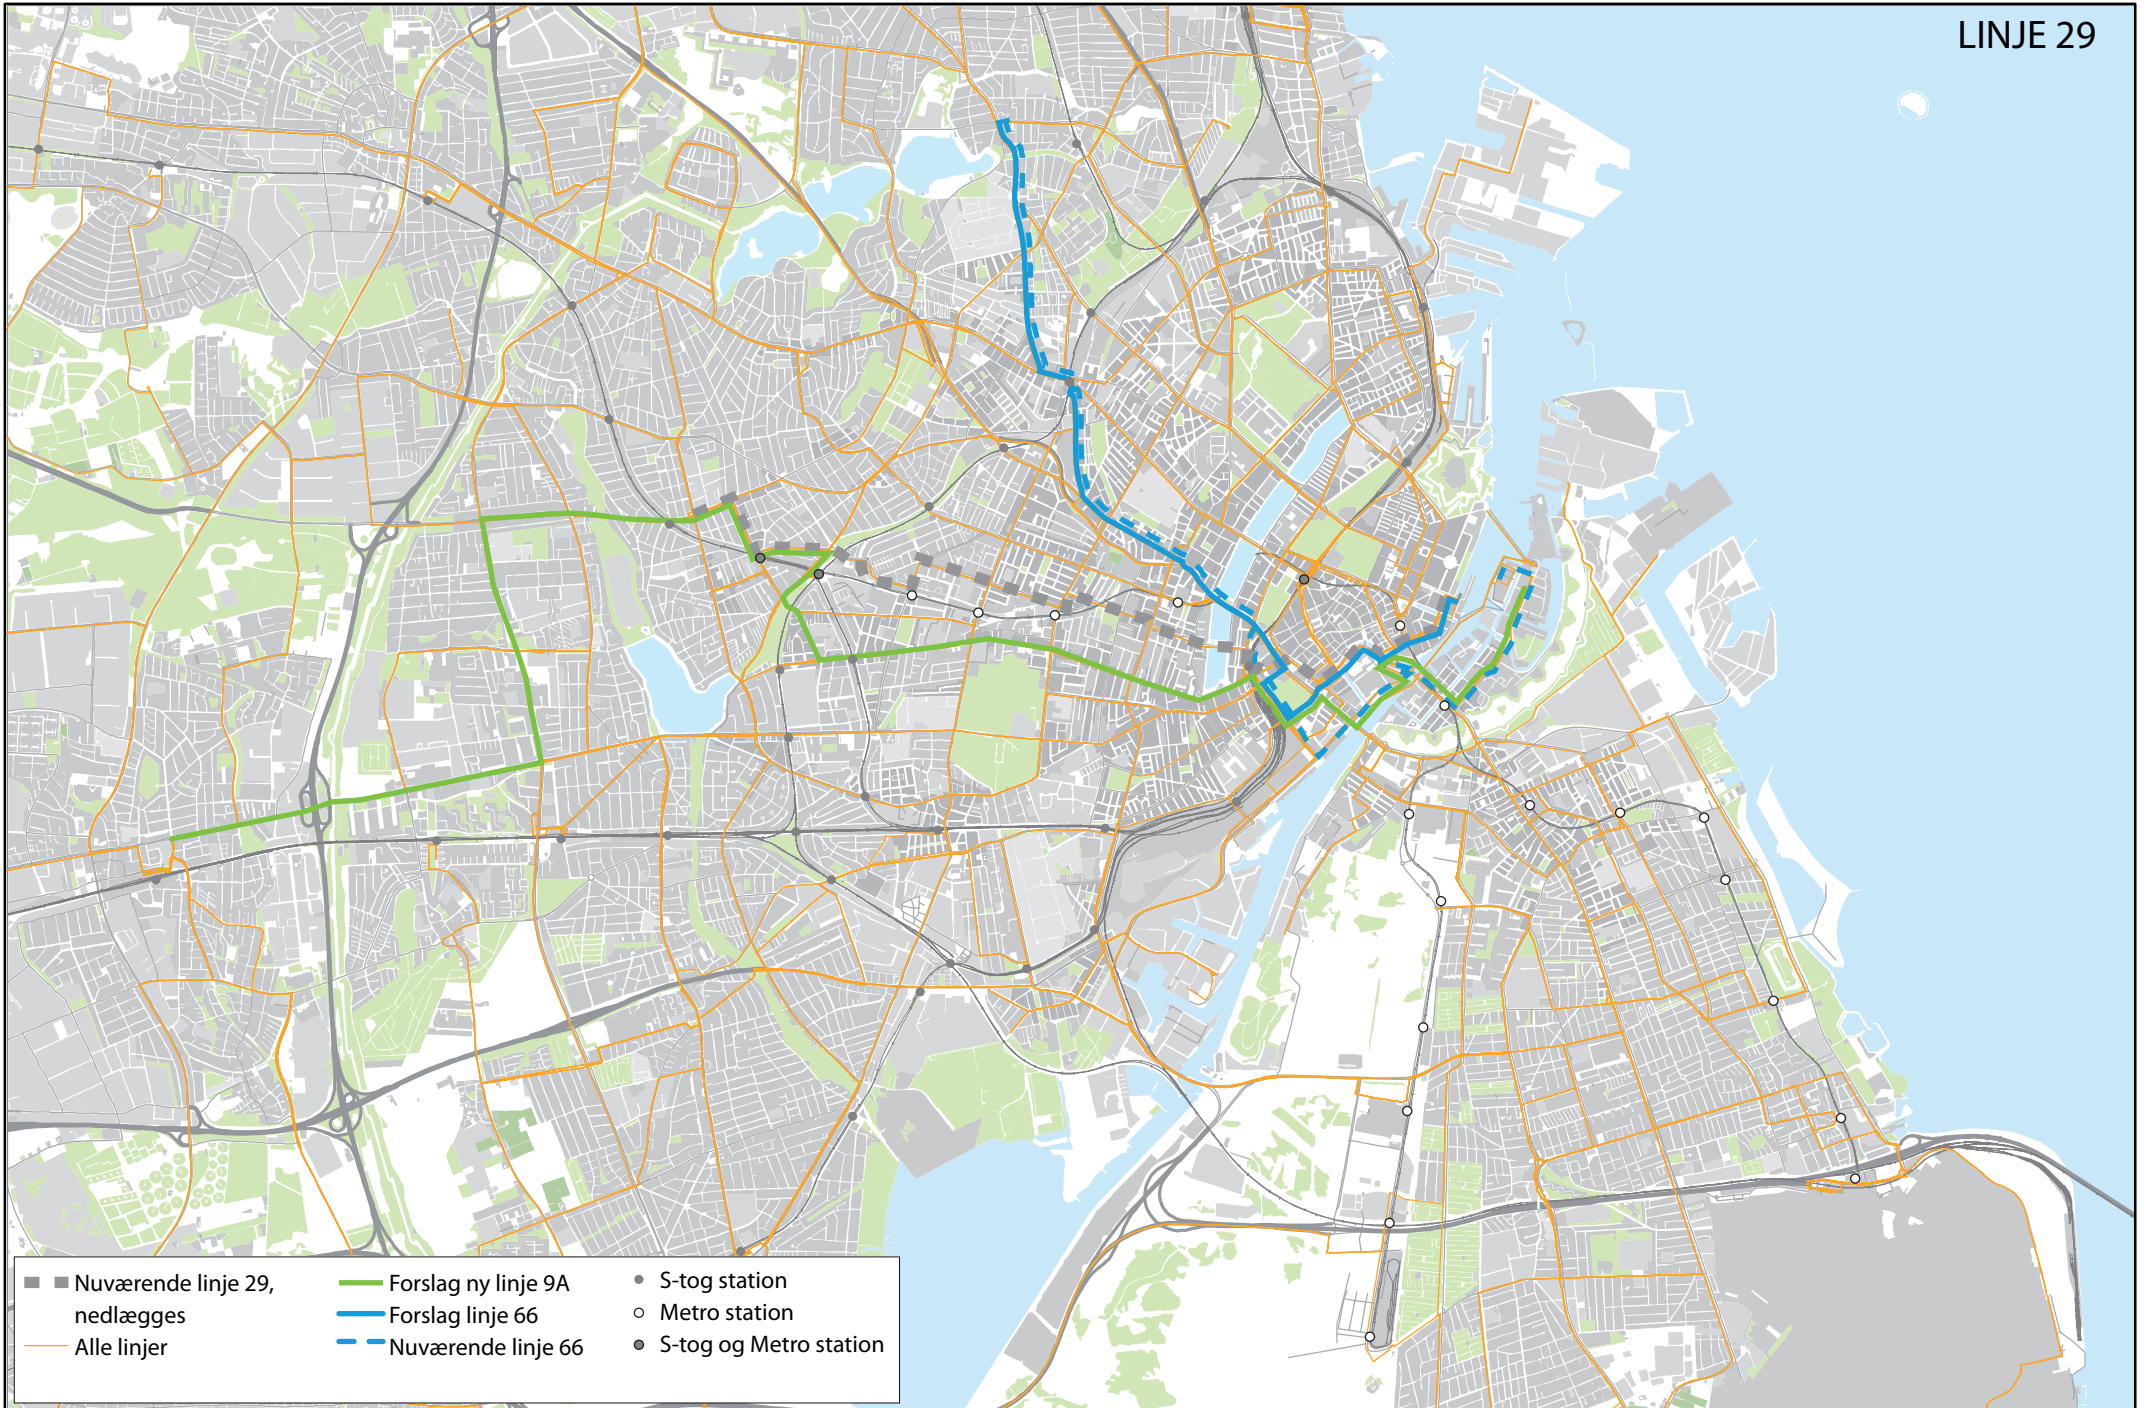 LINJE 29
Nuværende linje 29,
nedlægges
Alle linjer
Forslag ny linje 9A
Forslag linje 66
Nuværende linje 66
S-tog station
Metro station
S-tog og Metro station